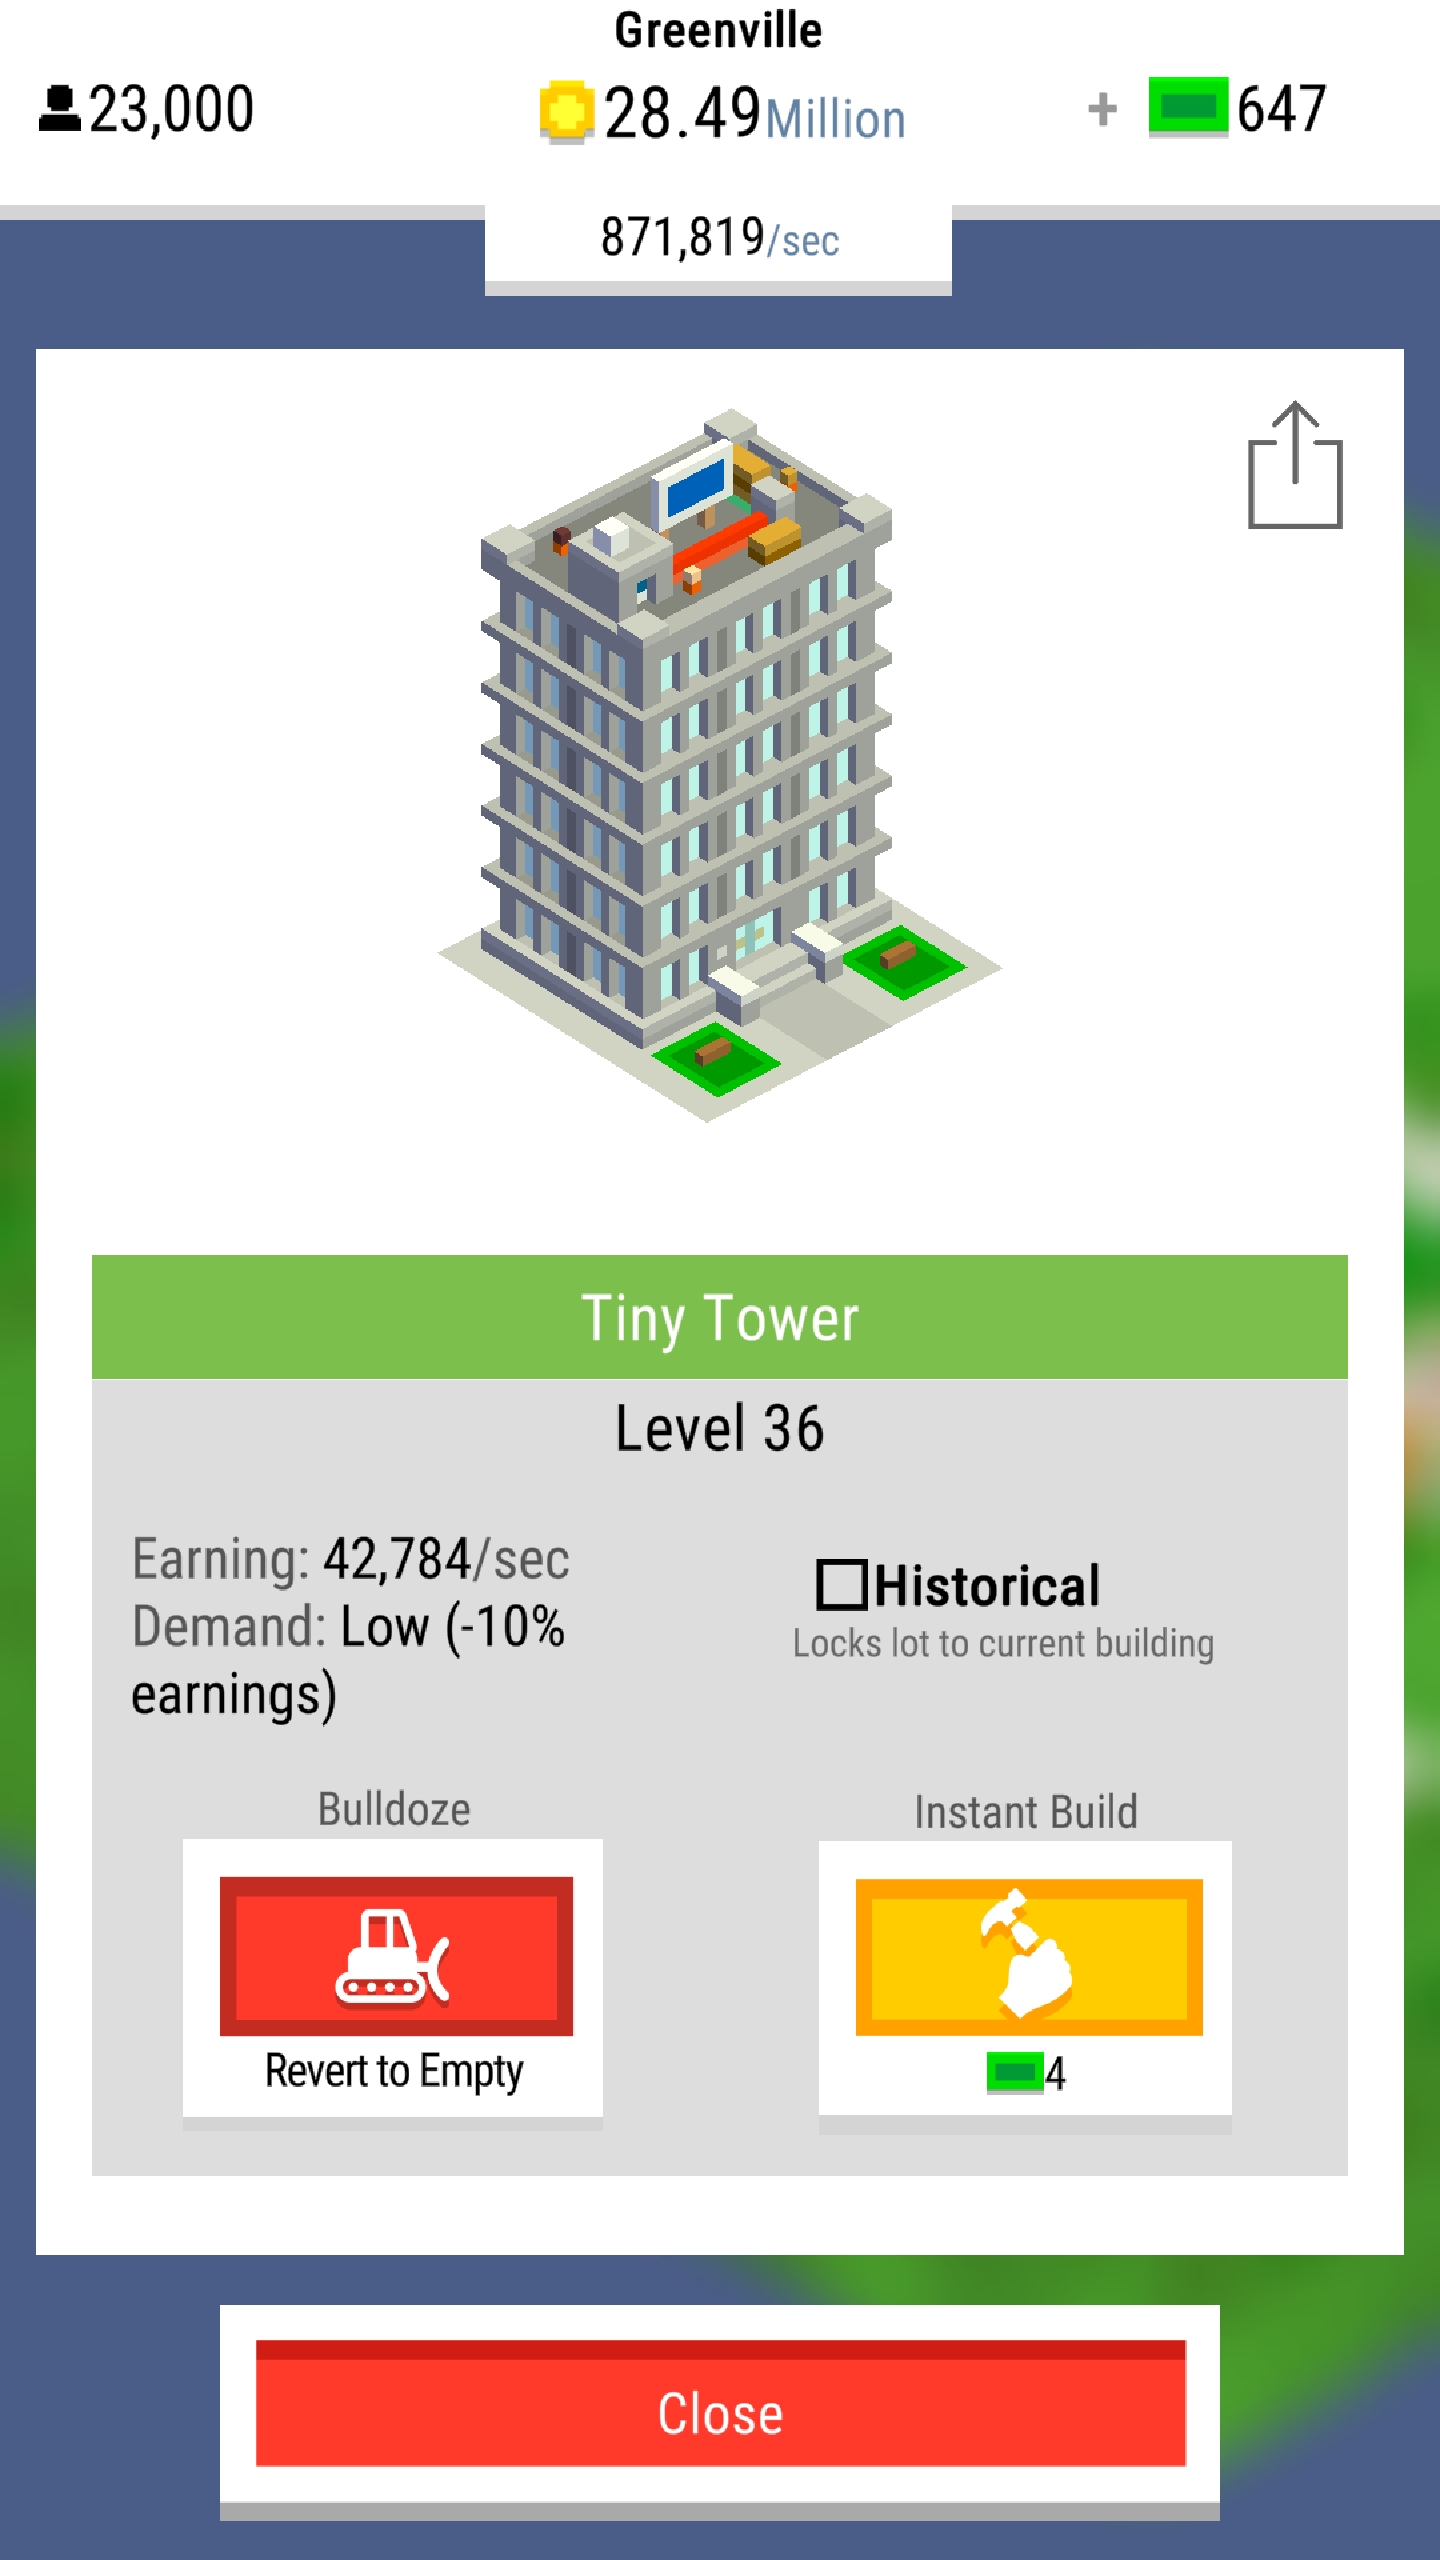 Greenville
23,000
28.49Million
+ 647
871,819/sec
Tiny Tower
Level 36
Earning: 42,784/sec
Demand: Low (-10%
earnings)
Historical
Locks lot to current building
Bulldoze
Revert to Empty
Instant Build
4
Close